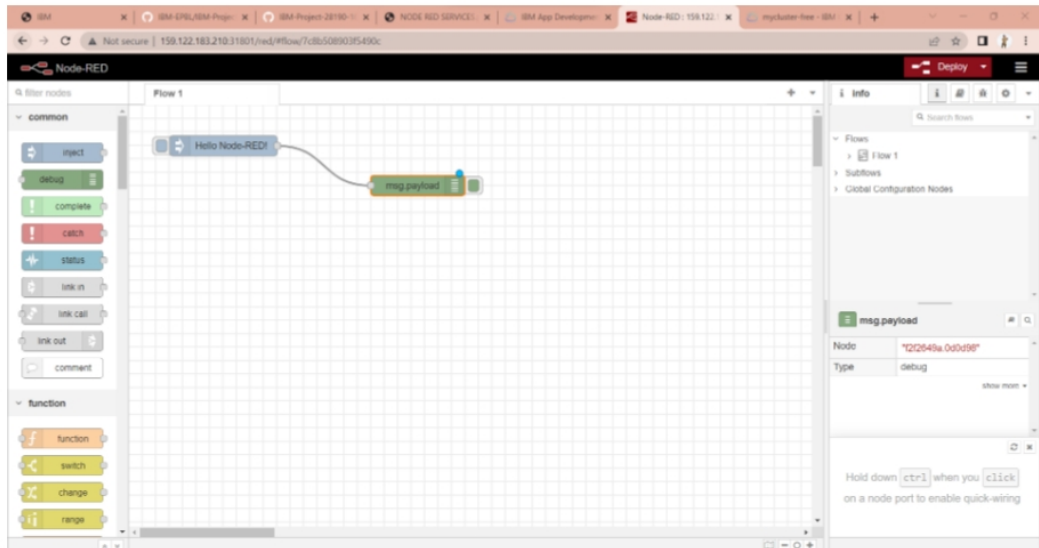 IBM
IBM-EPBL/IBM-Projec
IBM-Project-28190-1
NODE RED SERVICE
IBM App Developmen
Node-RED : 159.122.
mycluster-free - IBM
Not secure | 159.122.183.210:31801/red/#flow/7c8b508903f5490c
Node-RED
Deploy
filter nodes
Flow 1
info
Search flows
common
inject
debug
complete
catch
status
link in
link call
link out
comment
function
function
switch
change
range
Hello Node-RED!
msg.payload
Flows
Flow 1
Subflows
Global Configuration Nodes
msg.payload
Node "f2f2649a.0d0d98"
Type debug
show more
Hold down ctrl when you click
on a node port to enable quick-wiring